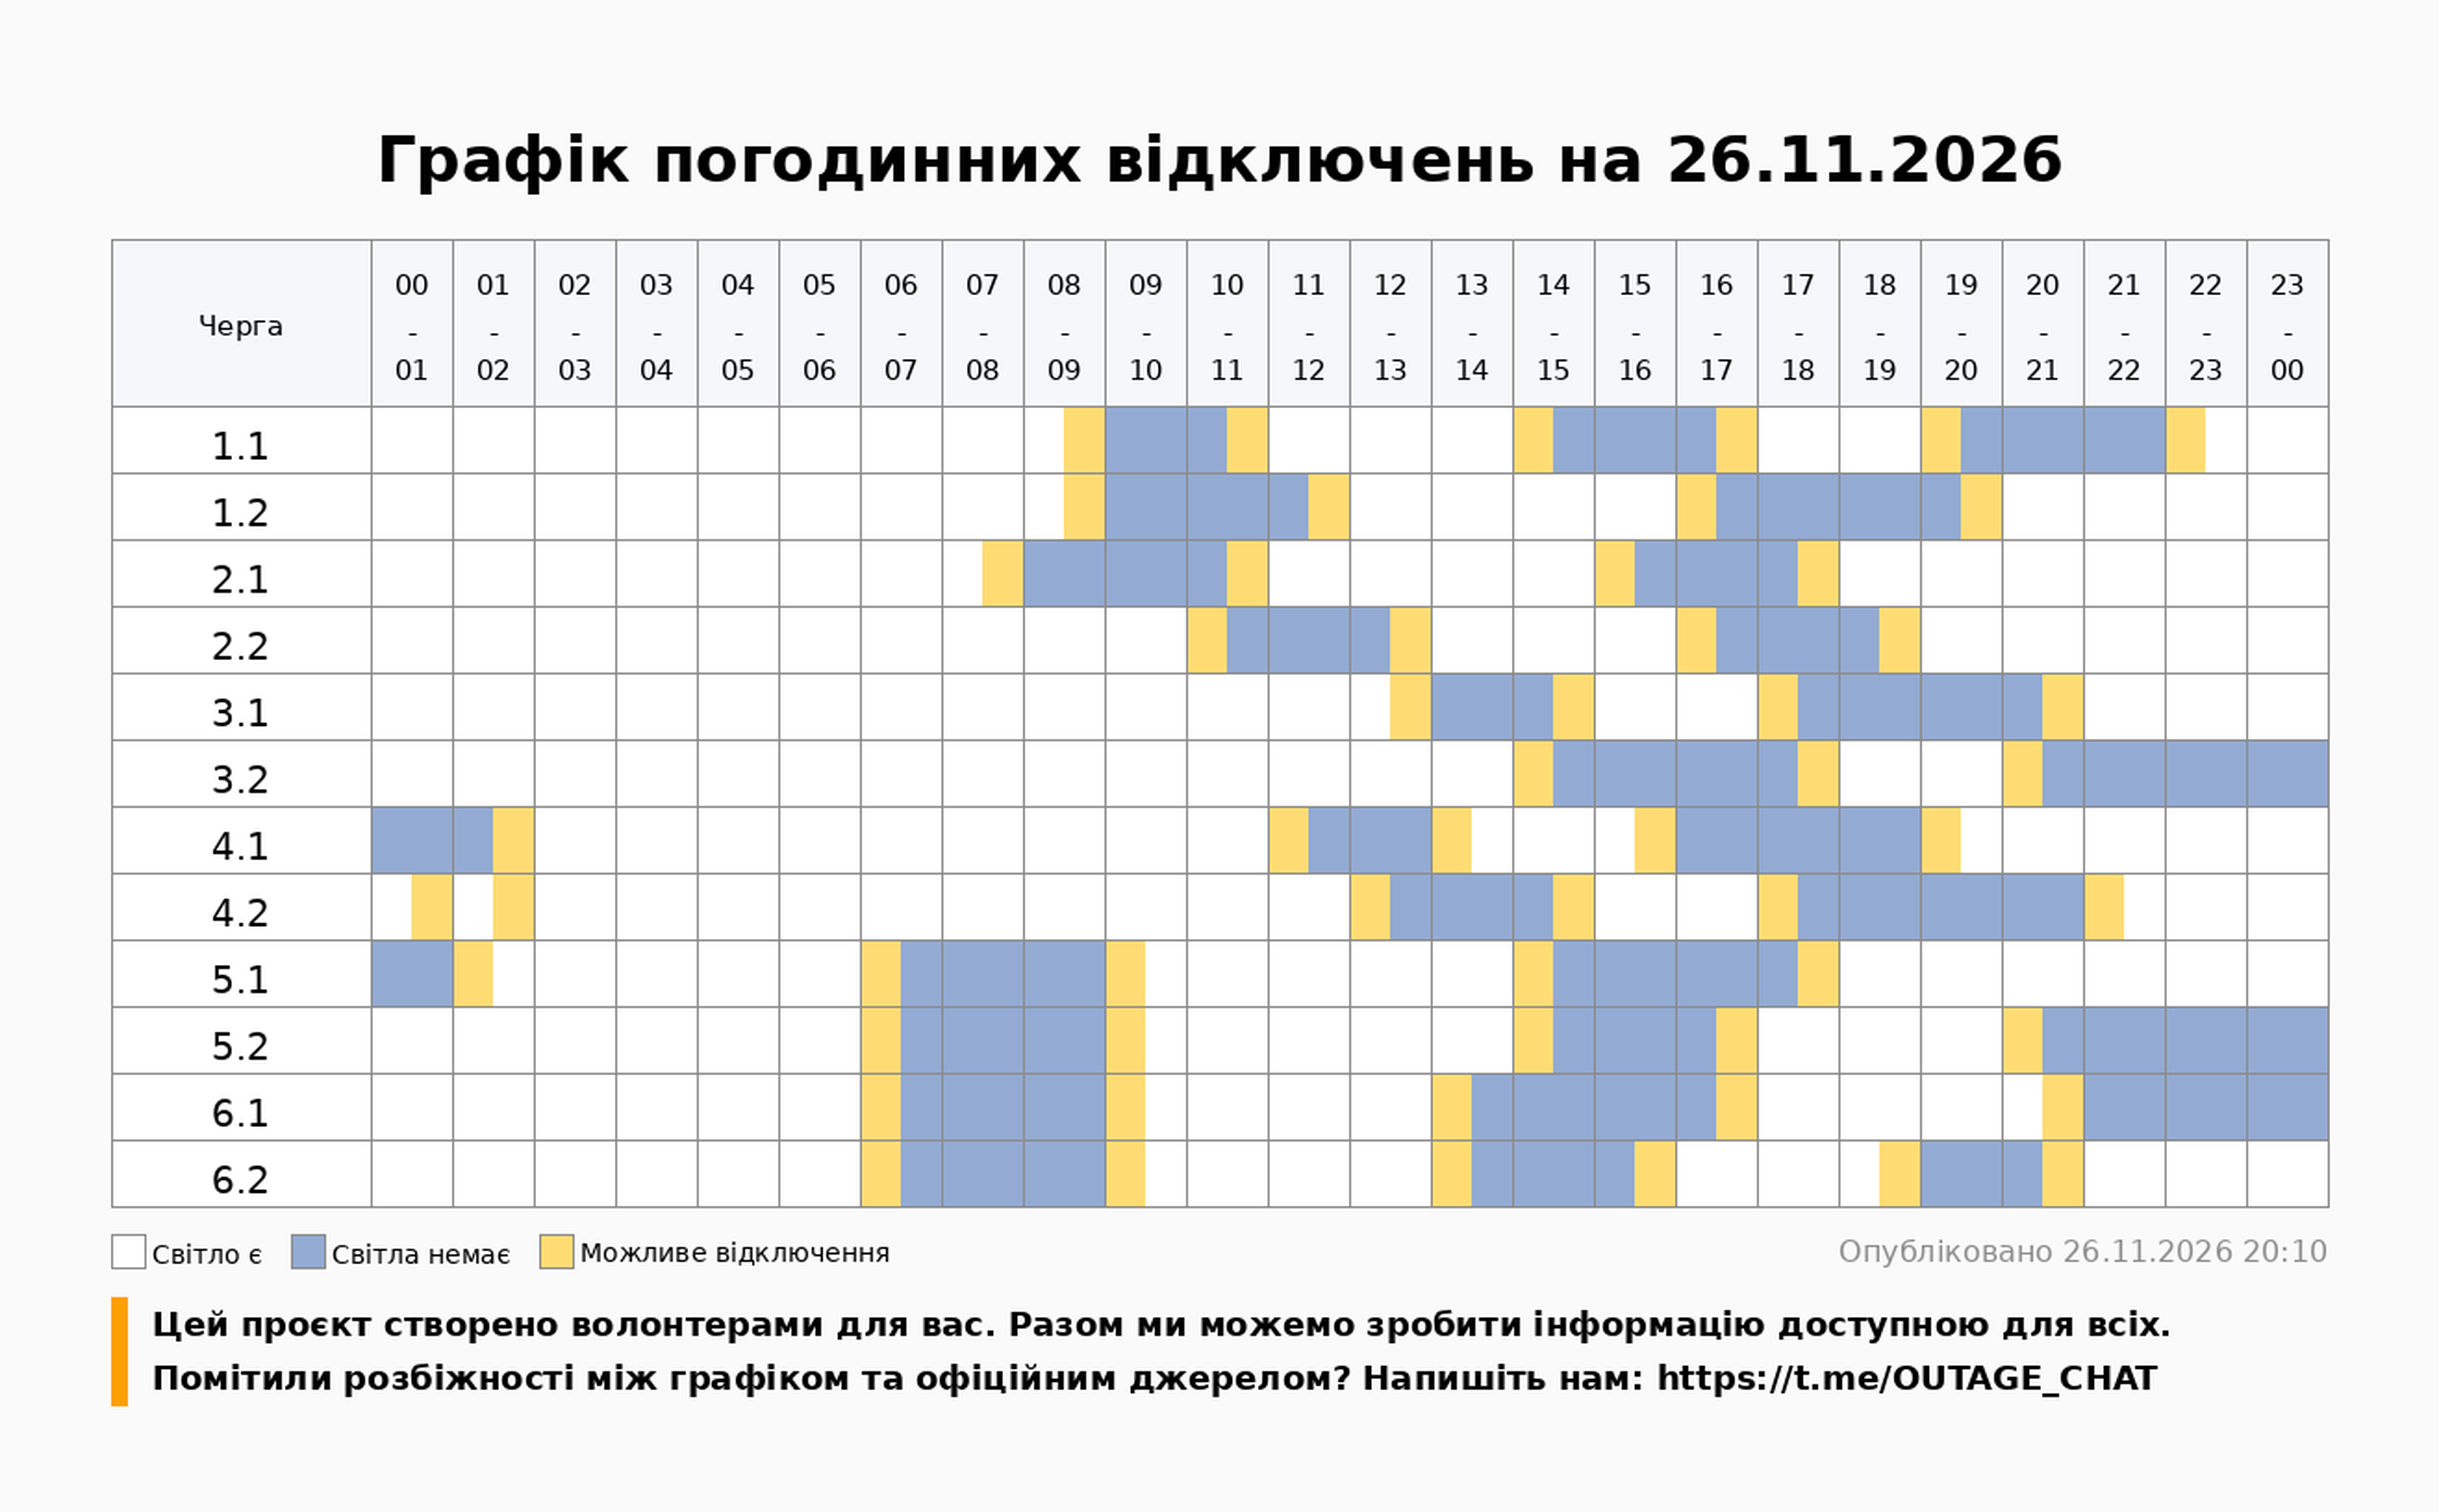 Графік погодинних відключень на 26.11.2026
Черга 00 - 01 01 - 02 02 - 03 03 - 04 04 - 05 05 - 06 06 - 07 07 - 08 08 - 09 09 - 10 10 - 11 11 - 12 12 - 13 13 - 14 14 - 15 15 - 16 16 - 17 17 - 18 18 - 19 19 - 20 20 - 21 21 - 22 22 - 23 23 - 00
1.1
1.2
2.1
2.2
3.1
3.2
4.1
4.2
5.1
5.2
6.1
6.2
Світло є Світла немає Можливе відключення Опубліковано 26.11.2026 20:10
Цей проєкт створено волонтерами для вас. Разом ми можемо зробити інформацію доступною для всіх.
Помітили розбіжності між графіком та офіційним джерелом? Напишіть нам: https://t.me/OUTAGE_CHAT